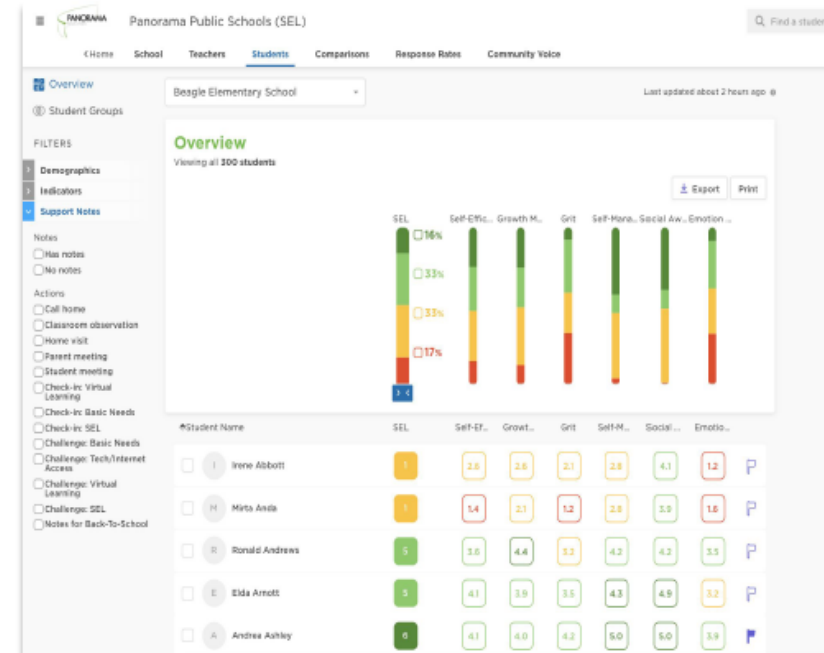 PANORAMA
Panorama Public Schools (SEL)
Find a studen
<Home School Teachers Students Comparisons Response Rates Community Voice
Overview
Student Groups
Beagle Elementary School
Last updated about 2 hours ago
FILTERS
Demographics
Indicators
Support Notes
Notes
Has notes
No notes
Actions
Call home
Classroom observation
Home visit
Parent meeting
Student meeting
Check-in: Virtual
Learning
Check-in: Basic Needs
Check-in: SEL
Challenge: Basic Needs
Challenge: Tech/Internet
Access
Challenge: Virtual
Learning
Challenge: SEL
Notes for Back-To-School
Overview
Viewing all 300 students
Export Print
SEL Self-Effic... Growth M... Grit Self-Mana... Social Aw... Emotion ...
16%
33%
33%
17%
Student Name SEL Self-Ef... Growt... Grit Self-M... Social ... Emotio...
I Irene Abbott 1 2.6 2.8 2.1 2.8 4.1 1.2
M Mirta Anda 1 1.4 2.1 1.2 2.8 3.9 1.6
R Ronald Andrews 5 3.6 4.4 3.2 4.2 4.2 3.5
E Elda Arnott 5 4.1 3.9 3.5 4.3 4.9 3.2
A Andrea Ashley 6 4.1 4.0 4.2 5.0 5.0 3.9